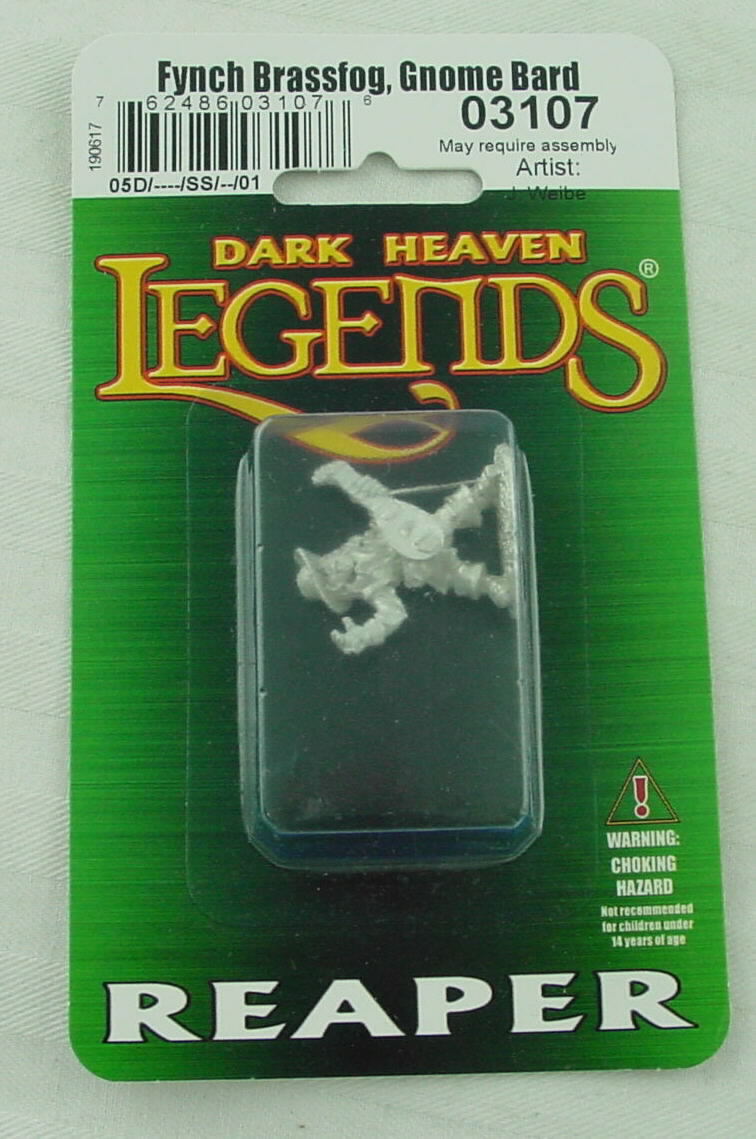 Fynch Brassfog, Gnome Bard
7 62486 03107 6
03107
190617
May require assembly
Artist:
J. Weibe
05D/----/SS/--/01
DARK HEAVEN
LEGENDS®
WARNING:
CHOKING
HAZARD
Not recommended
for children under
14 years of age
REAPER